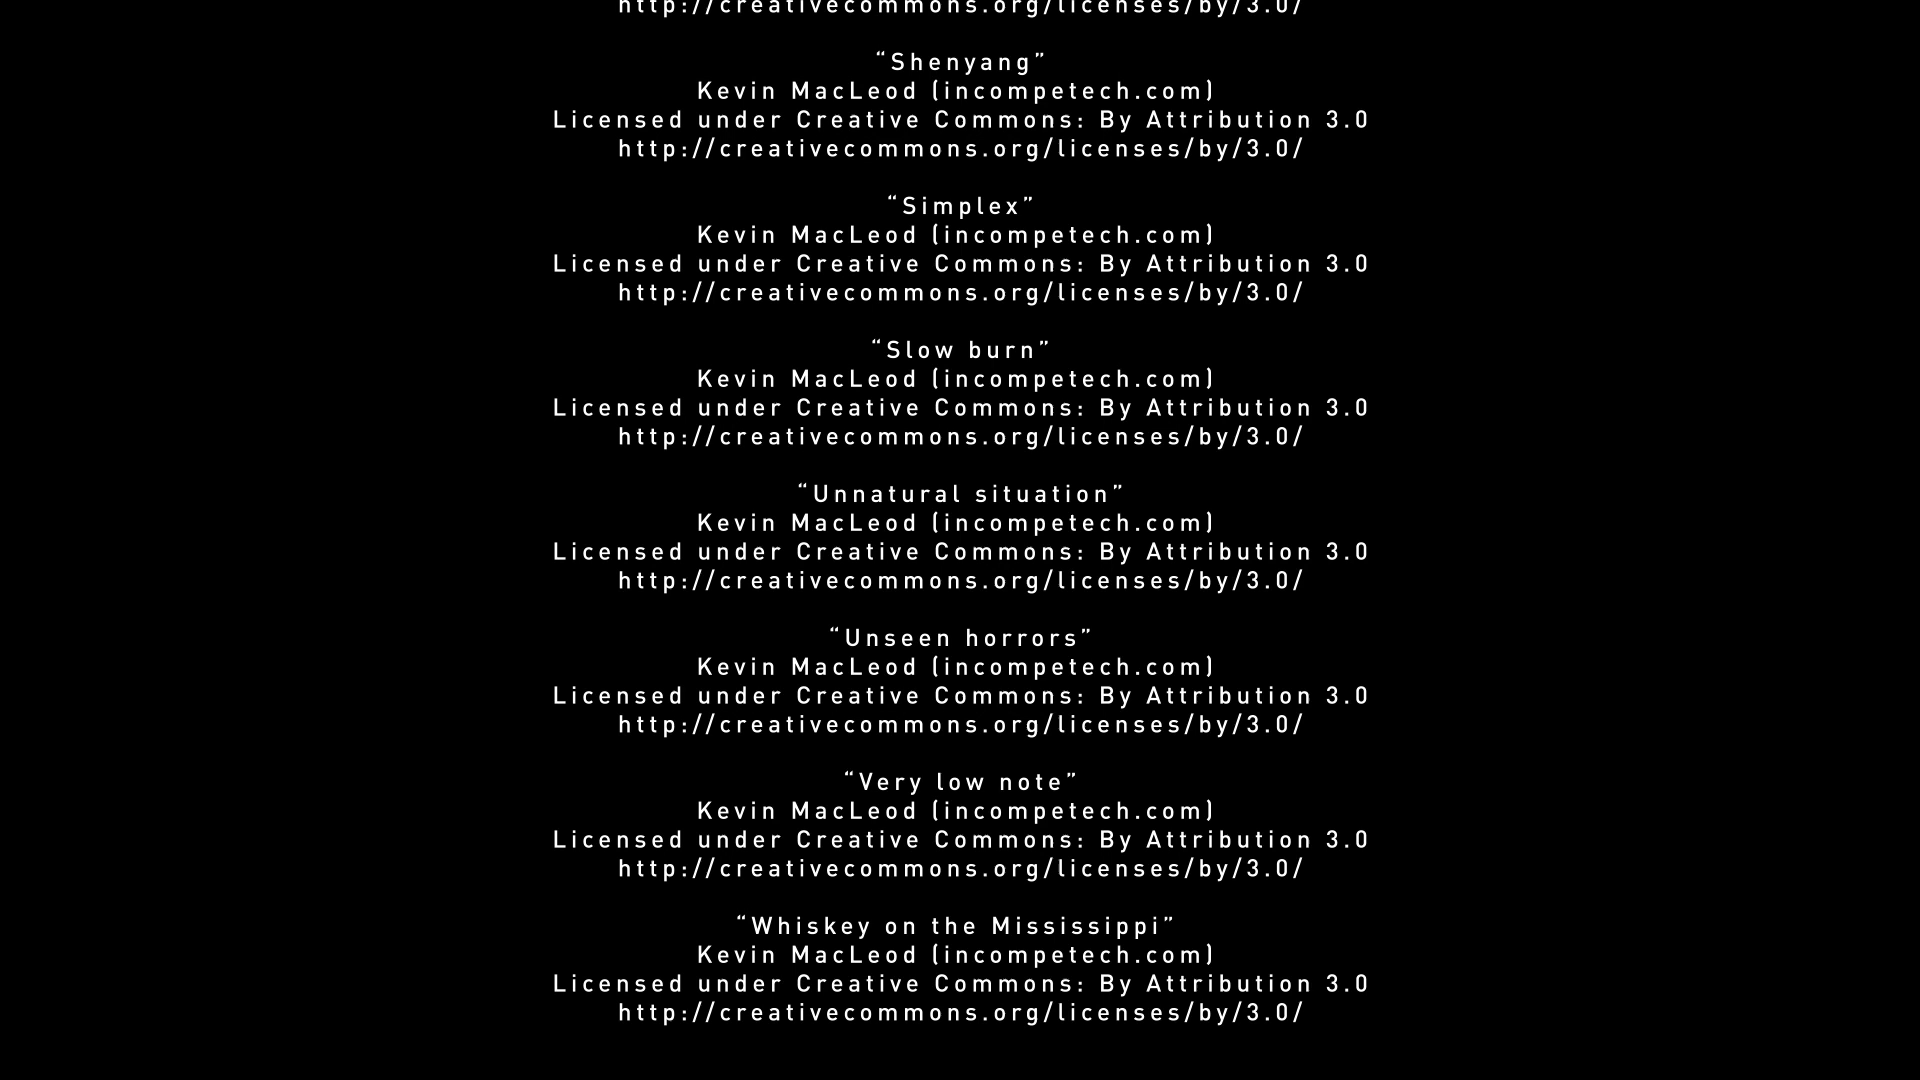 http://creativecommons.org/licenses/by/3.0/
“Shenyang”
Kevin MacLeod (incompetech.com)
Licensed under Creative Commons: By Attribution 3.0
http://creativecommons.org/licenses/by/3.0/
“Simplex”
Kevin MacLeod (incompetech.com)
Licensed under Creative Commons: By Attribution 3.0
http://creativecommons.org/licenses/by/3.0/
“Slow burn”
Kevin MacLeod (incompetech.com)
Licensed under Creative Commons: By Attribution 3.0
http://creativecommons.org/licenses/by/3.0/
“Unnatural situation”
Kevin MacLeod (incompetech.com)
Licensed under Creative Commons: By Attribution 3.0
http://creativecommons.org/licenses/by/3.0/
“Unseen horrors”
Kevin MacLeod (incompetech.com)
Licensed under Creative Commons: By Attribution 3.0
http://creativecommons.org/licenses/by/3.0/
“Very low note”
Kevin MacLeod (incompetech.com)
Licensed under Creative Commons: By Attribution 3.0
http://creativecommons.org/licenses/by/3.0/
“Whiskey on the Mississippi”
Kevin MacLeod (incompetech.com)
Licensed under Creative Commons: By Attribution 3.0
http://creativecommons.org/licenses/by/3.0/